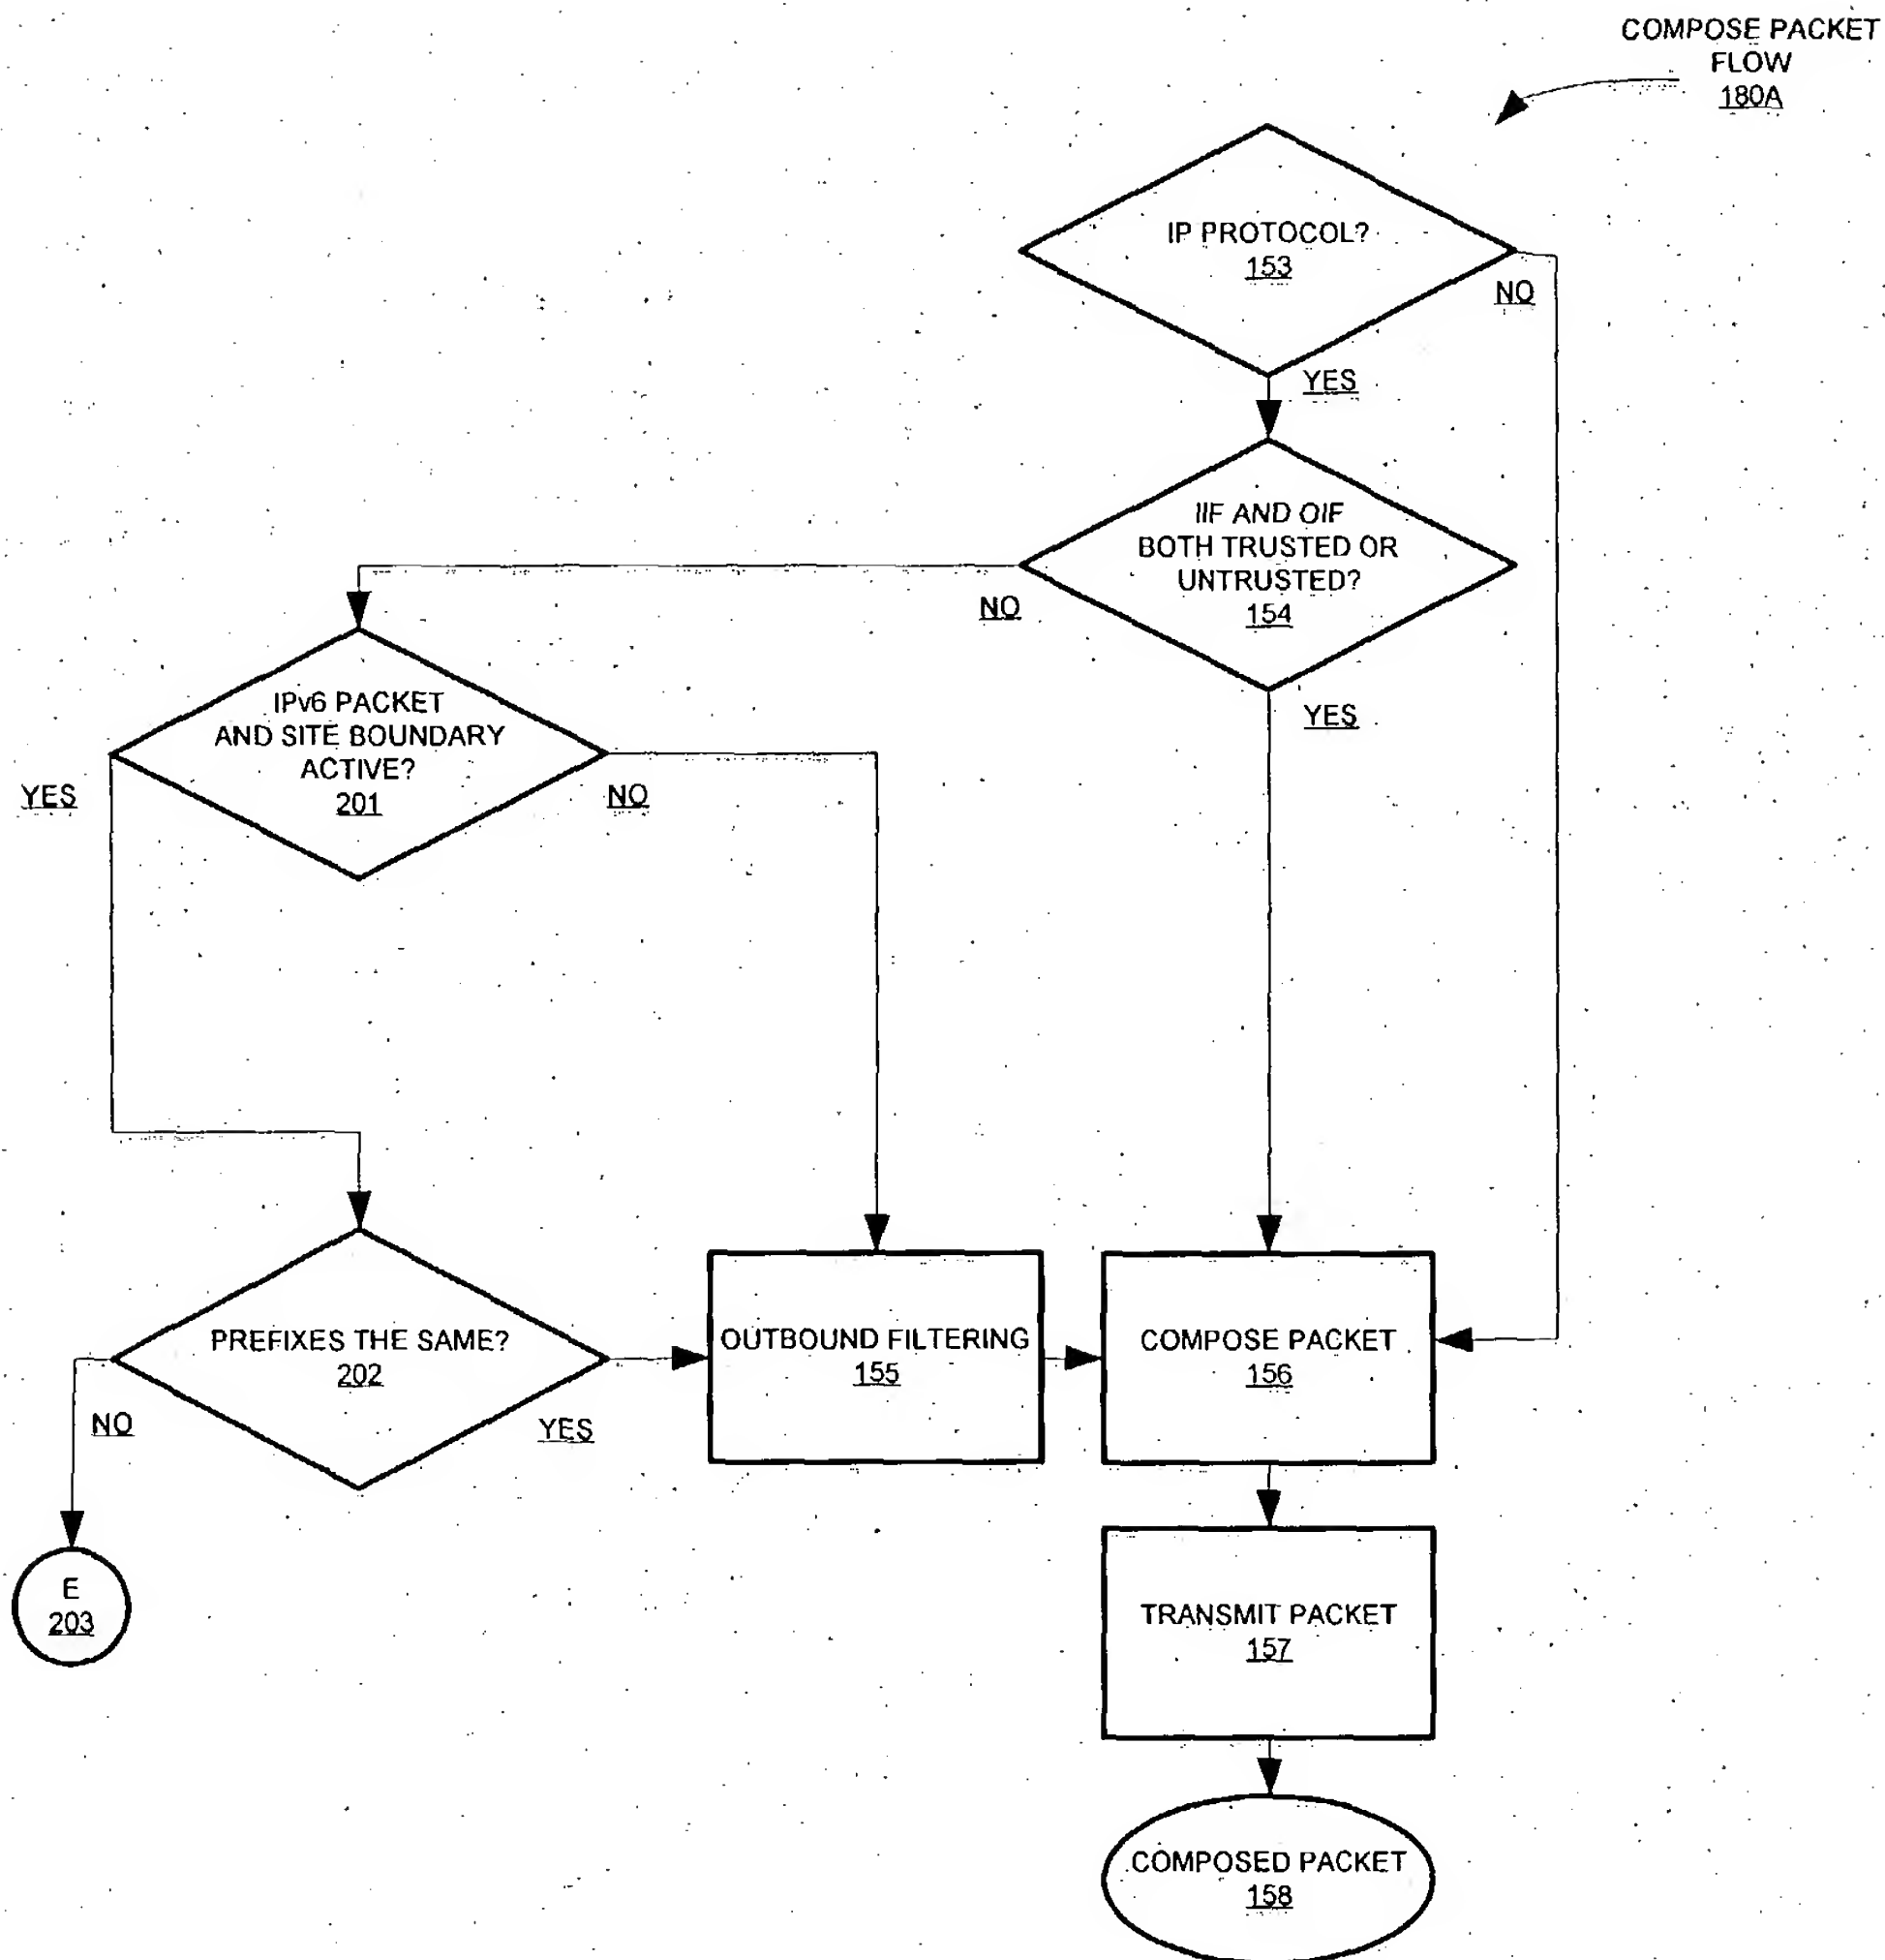 COMPOSE PACKET
FLOW
180A
IP PROTOCOL?
153
NO
YES
IIF AND OIF
BOTH TRUSTED OR
UNTRUSTED?
154
NO
YES
IPv6 PACKET
AND SITE BOUNDARY
ACTIVE?
201
YES
NO
PREFIXES THE SAME?
202
NO
YES
OUTBOUND FILTERING
155
COMPOSE PACKET
156
E
203
TRANSMIT PACKET
157
COMPOSED PACKET
158